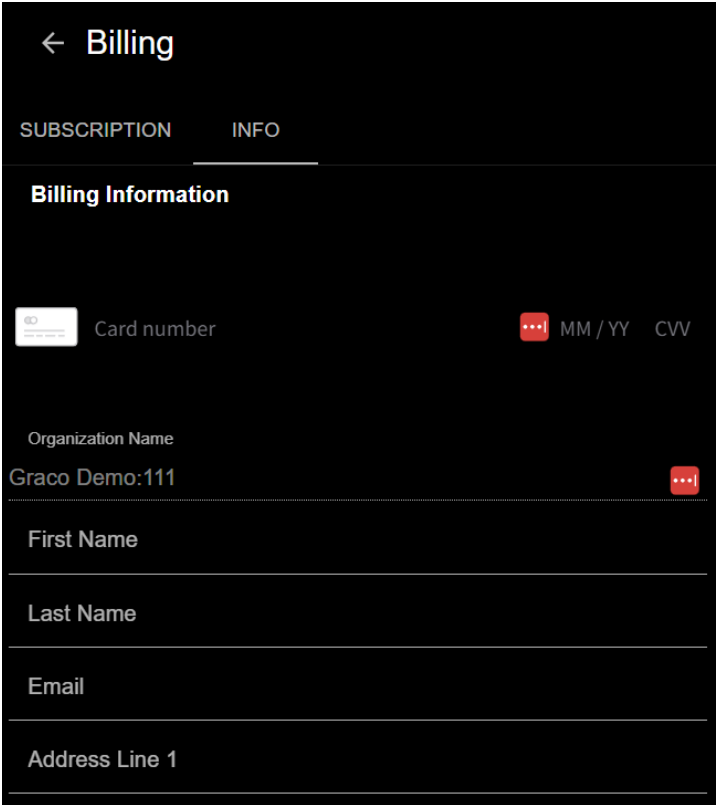 Billing
SUBSCRIPTION INFO
Billing Information
Card number MM / YY CVV
Organization Name
Graco Demo:111
First Name
Last Name
Email
Address Line 1